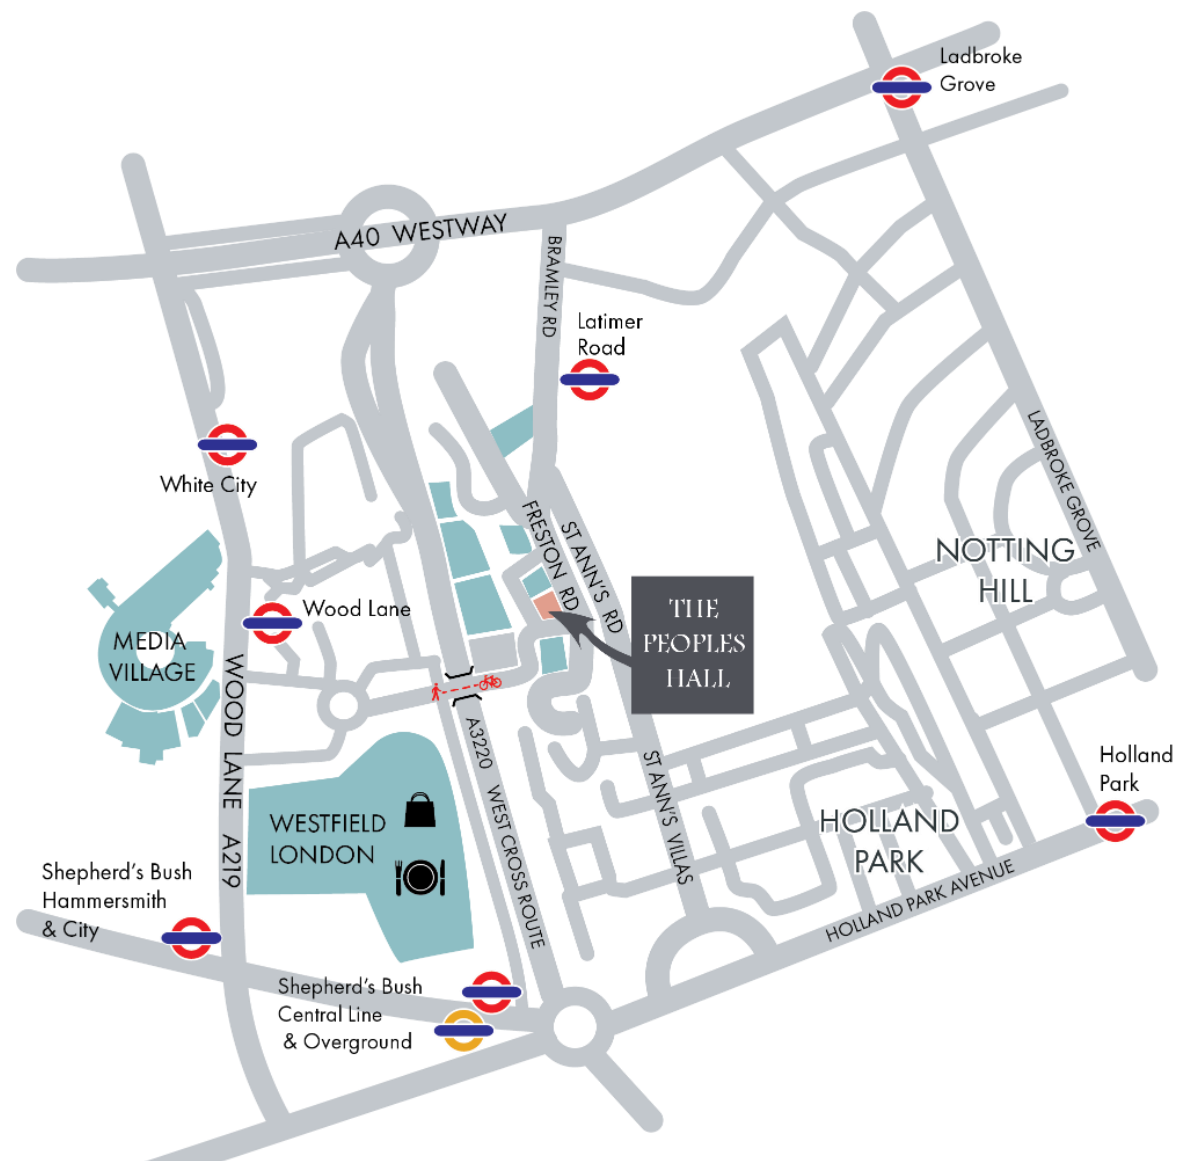 Ladbroke
Grove
A40 WESTWAY
BRAMLEY RD
Latimer
Road
White City
LADBROKE GROVE
FRESTON RD
ST ANN'S RD
NOTTING
HILL
Wood Lane
THE
PEOPLES
HALL
MEDIA
VILLAGE
WOOD LANE A219
A3220 WEST CROSS ROUTE
ST ANN'S VILLAS
Holland
Park
WESTFIELD
LONDON
HOLLAND
PARK
HOLLAND PARK AVENUE
Shepherd's Bush
Hammersmith
& City
Shepherd's Bush
Central Line
& Overground